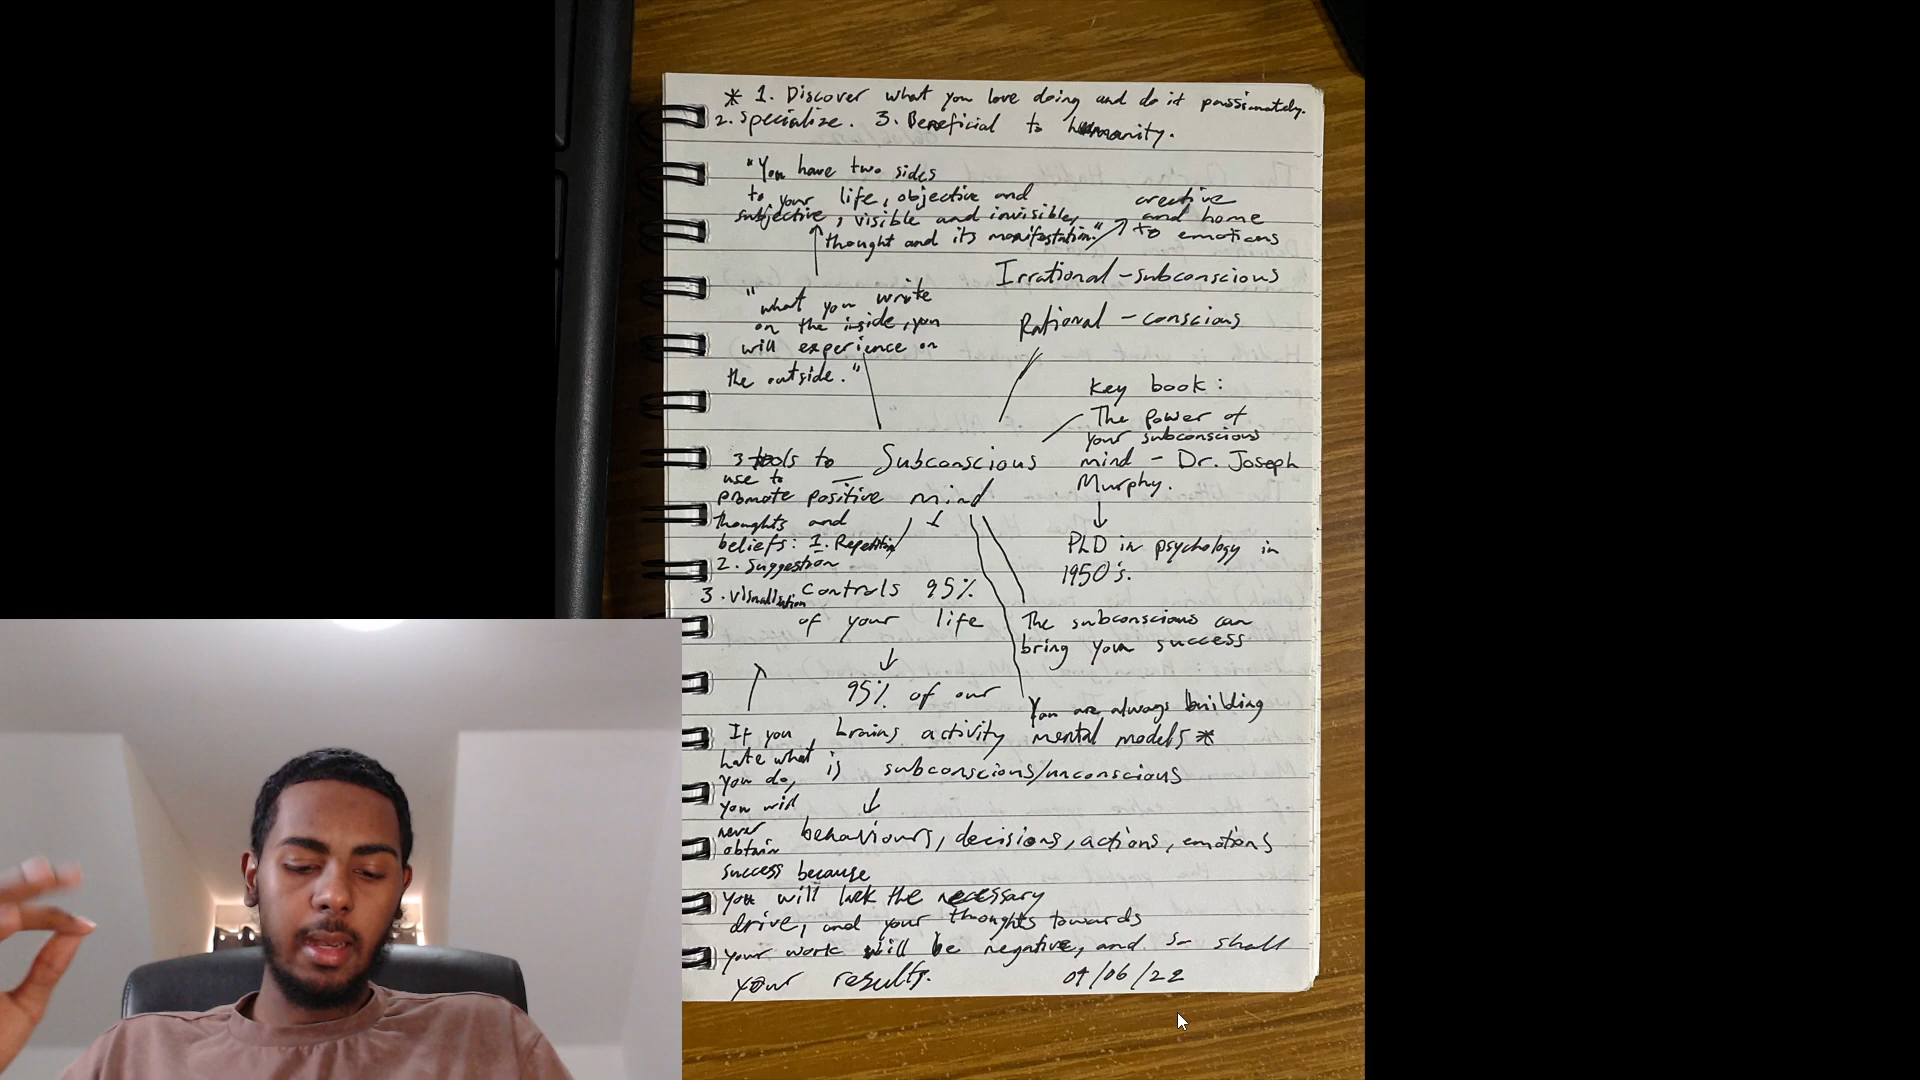 * 1. Discover what you love doing and do it passionately.
2. Specialize. 3. Beneficial to humanity.
"You have two sides
to your life, objective and
subjective, visible and invisible,
thought and its manifestation."
creative
and home
to emotions
"what you write
on the inside, you
will experience on
the outside."
Irrational - subconscious
Rational - conscious
Key book:
The power of
your subconscious
mind - Dr. Joseph
Murphy.
PhD in psychology in
1950's.
Subconscious
mind
3 tools to
use to
promote positive
thoughts and
beliefs: 1. Repetition
2. Suggestion
3. visualisation
controls 95%
of your life
95% of our
brains activity
is subconscious/unconscious
behaviours, decisions, actions, emotions
The subconscious can
bring you success
You are always building
mental models *
If you
hate what
you do,
you will
never
obtain
success because
you will lack the necessary
drive, and your thoughts towards
your work will be negative, and so shall
your results.